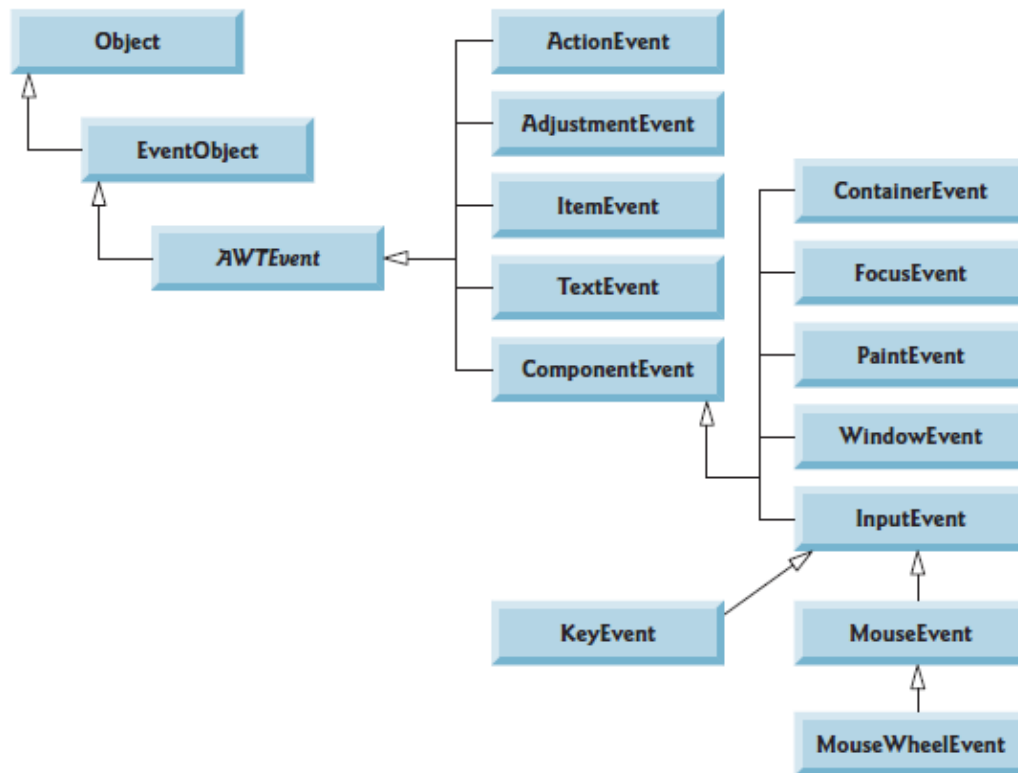 Object
EventObject
AWTEvent
ActionEvent
AdjustmentEvent
ItemEvent
TextEvent
ComponentEvent
ContainerEvent
FocusEvent
PaintEvent
WindowEvent
InputEvent
KeyEvent
MouseEvent
MouseWheelEvent